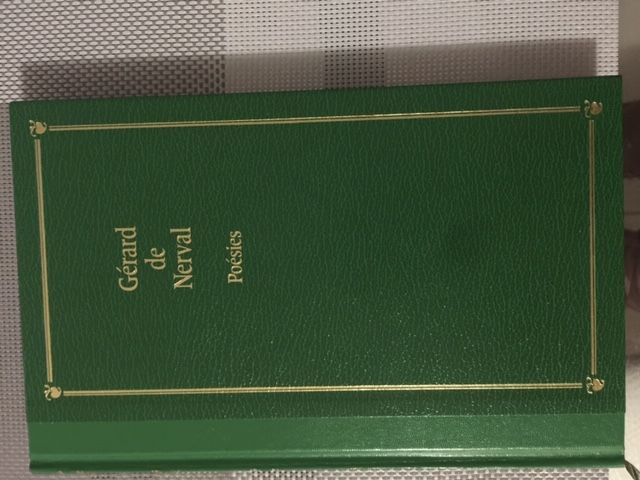 Gérard
de
Nerval
Poésies